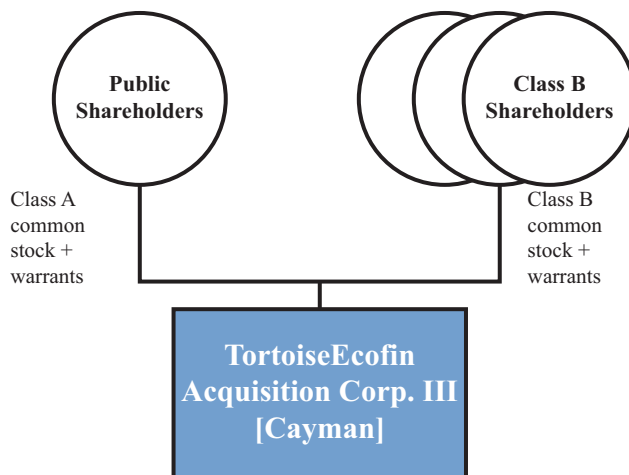 Public
Shareholders
Class B
Shareholders
Class A
common
stock +
warrants
Class B
common
stock +
warrants
TortoiseEcofin
Acquisition Corp. III
[Cayman]